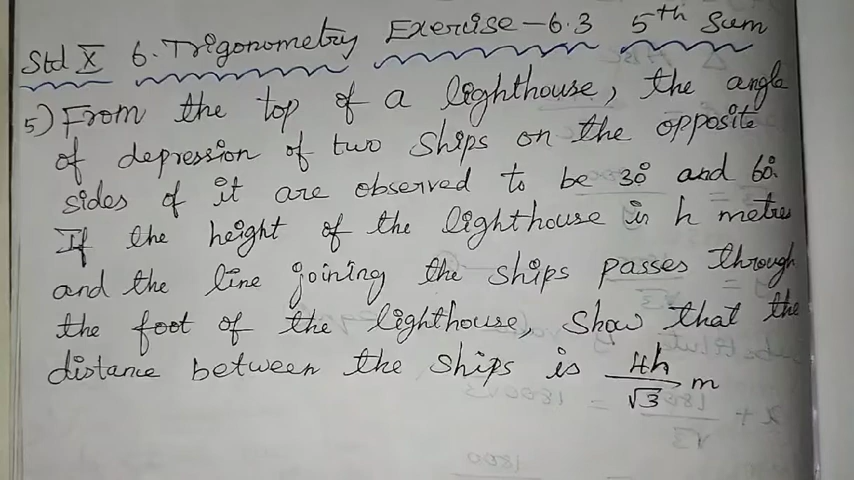 Std X 6. Trigonometry Exercise - 6.3 5th Sum
5) From the top of a lighthouse, the angle
of depression of two ships on the opposite
sides of it are observed to be 30° and 60°.
If the height of the lighthouse is h metres
and the line joining the ships passes through
the foot of the lighthouse, show that the
distance between the ships is 4h/√3 m